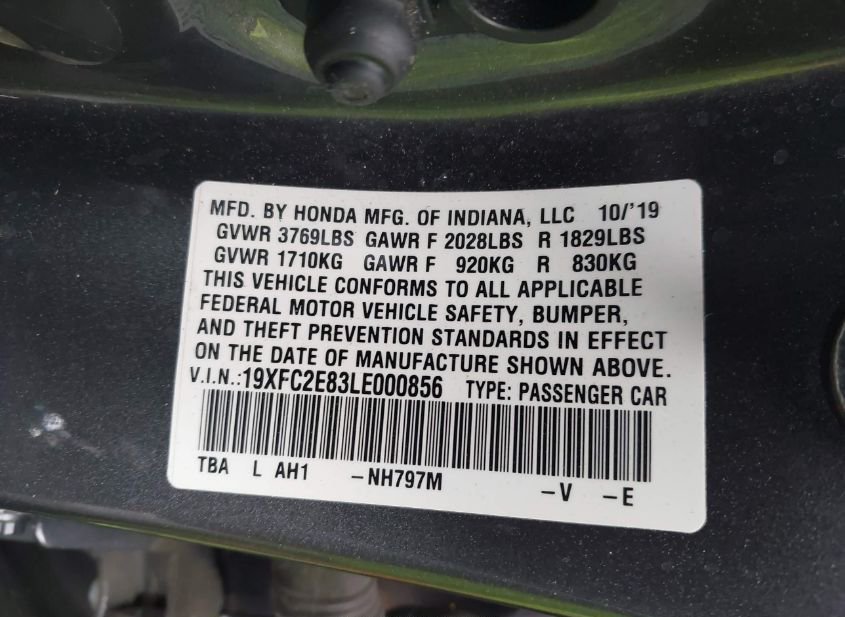 MFD. BY HONDA MFG. OF INDIANA, LLC 10/'19
GVWR 3769LBS GAWR F 2028LBS R 1829LBS
GVWR 1710KG GAWR F 920KG R 830KG
THIS VEHICLE CONFORMS TO ALL APPLICABLE
FEDERAL MOTOR VEHICLE SAFETY, BUMPER,
AND THEFT PREVENTION STANDARDS IN EFFECT
ON THE DATE OF MANUFACTURE SHOWN ABOVE.
V.I.N.:19XFC2E83LE000856 TYPE: PASSENGER CAR
TBA L AH1 -NH797M -V -E